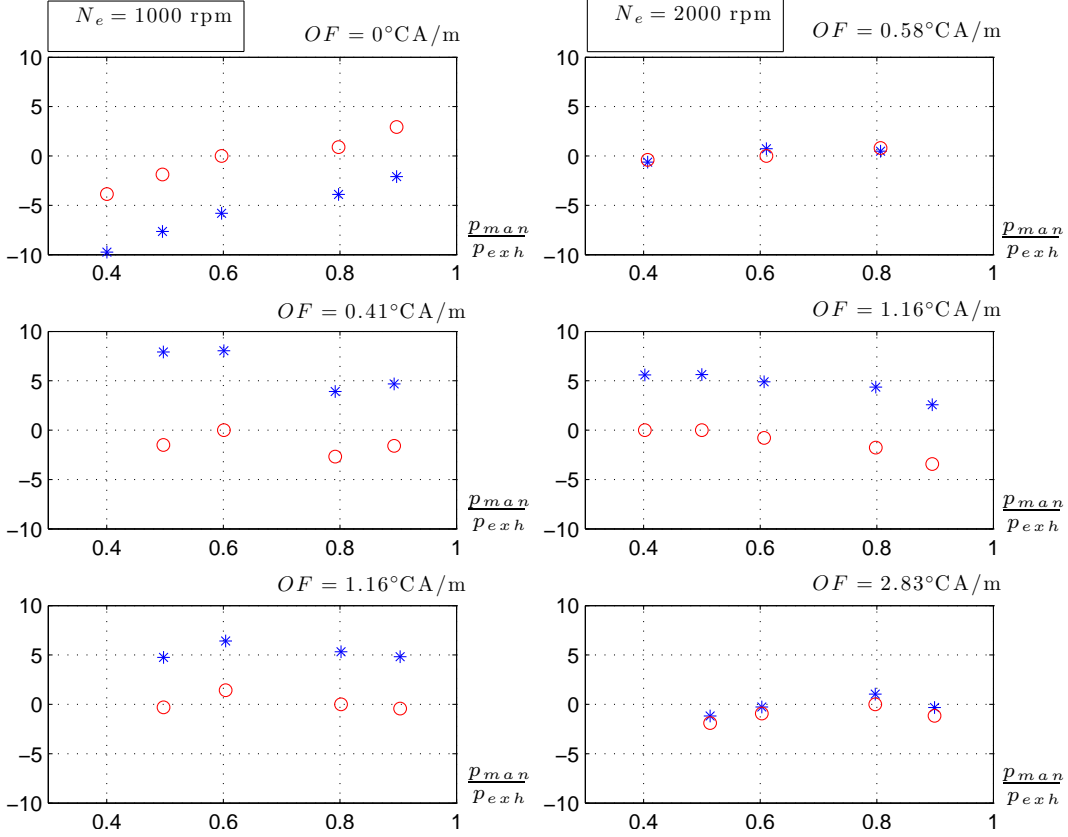 N_e = 1000 rpm
OF = 0°CA/m
10
5
0
−5
−10
0.4 0.6 0.8 1
p_man
p_exh
N_e = 2000 rpm
OF = 0.58°CA/m
10
5
0
−5
−10
0.4 0.6 0.8 1
p_man
p_exh
OF = 0.41°CA/m
10
5
0
−5
−10
0.4 0.6 0.8 1
p_man
p_exh
OF = 1.16°CA/m
10
5
0
−5
−10
0.4 0.6 0.8 1
p_man
p_exh
OF = 1.16°CA/m
10
5
0
−5
−10
0.4 0.6 0.8 1
p_man
p_exh
OF = 2.83°CA/m
10
5
0
−5
−10
0.4 0.6 0.8 1
p_man
p_exh